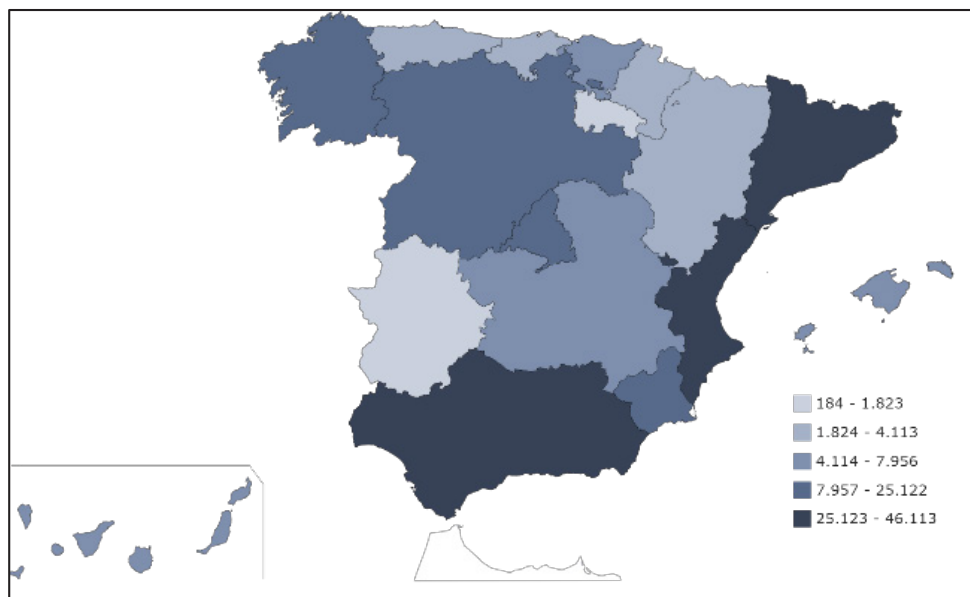 184 - 1.823
1.824 - 4.113
4.114 - 7.956
7.957 - 25.122
25.123 - 46.113